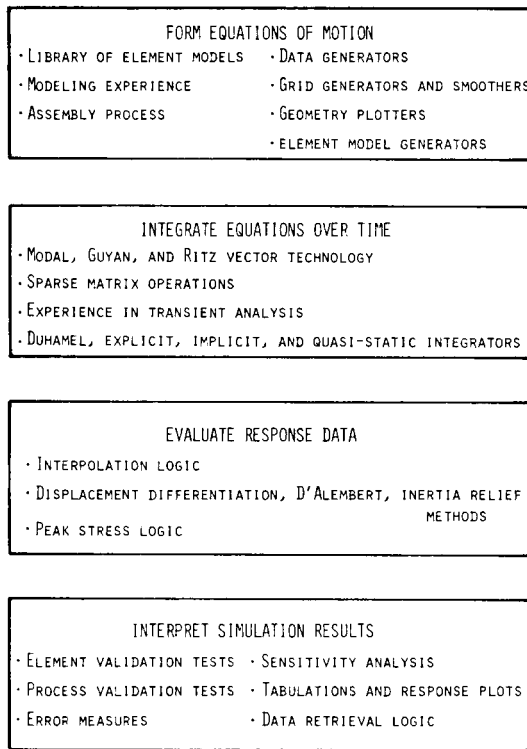 FORM EQUATIONS OF MOTION
· LIBRARY OF ELEMENT MODELS · DATA GENERATORS
· MODELING EXPERIENCE · GRID GENERATORS AND SMOOTHERS
· ASSEMBLY PROCESS · GEOMETRY PLOTTERS
· ELEMENT MODEL GENERATORS
INTEGRATE EQUATIONS OVER TIME
· MODAL, GUYAN, AND RITZ VECTOR TECHNOLOGY
· SPARSE MATRIX OPERATIONS
· EXPERIENCE IN TRANSIENT ANALYSIS
· DUHAMEL, EXPLICIT, IMPLICIT, AND QUASI-STATIC INTEGRATORS
EVALUATE RESPONSE DATA
· INTERPOLATION LOGIC
· DISPLACEMENT DIFFERENTIATION, D'ALEMBERT, INERTIA RELIEF
METHODS
· PEAK STRESS LOGIC
INTERPRET SIMULATION RESULTS
· ELEMENT VALIDATION TESTS · SENSITIVITY ANALYSIS
· PROCESS VALIDATION TESTS · TABULATIONS AND RESPONSE PLOTS
· ERROR MEASURES · DATA RETRIEVAL LOGIC